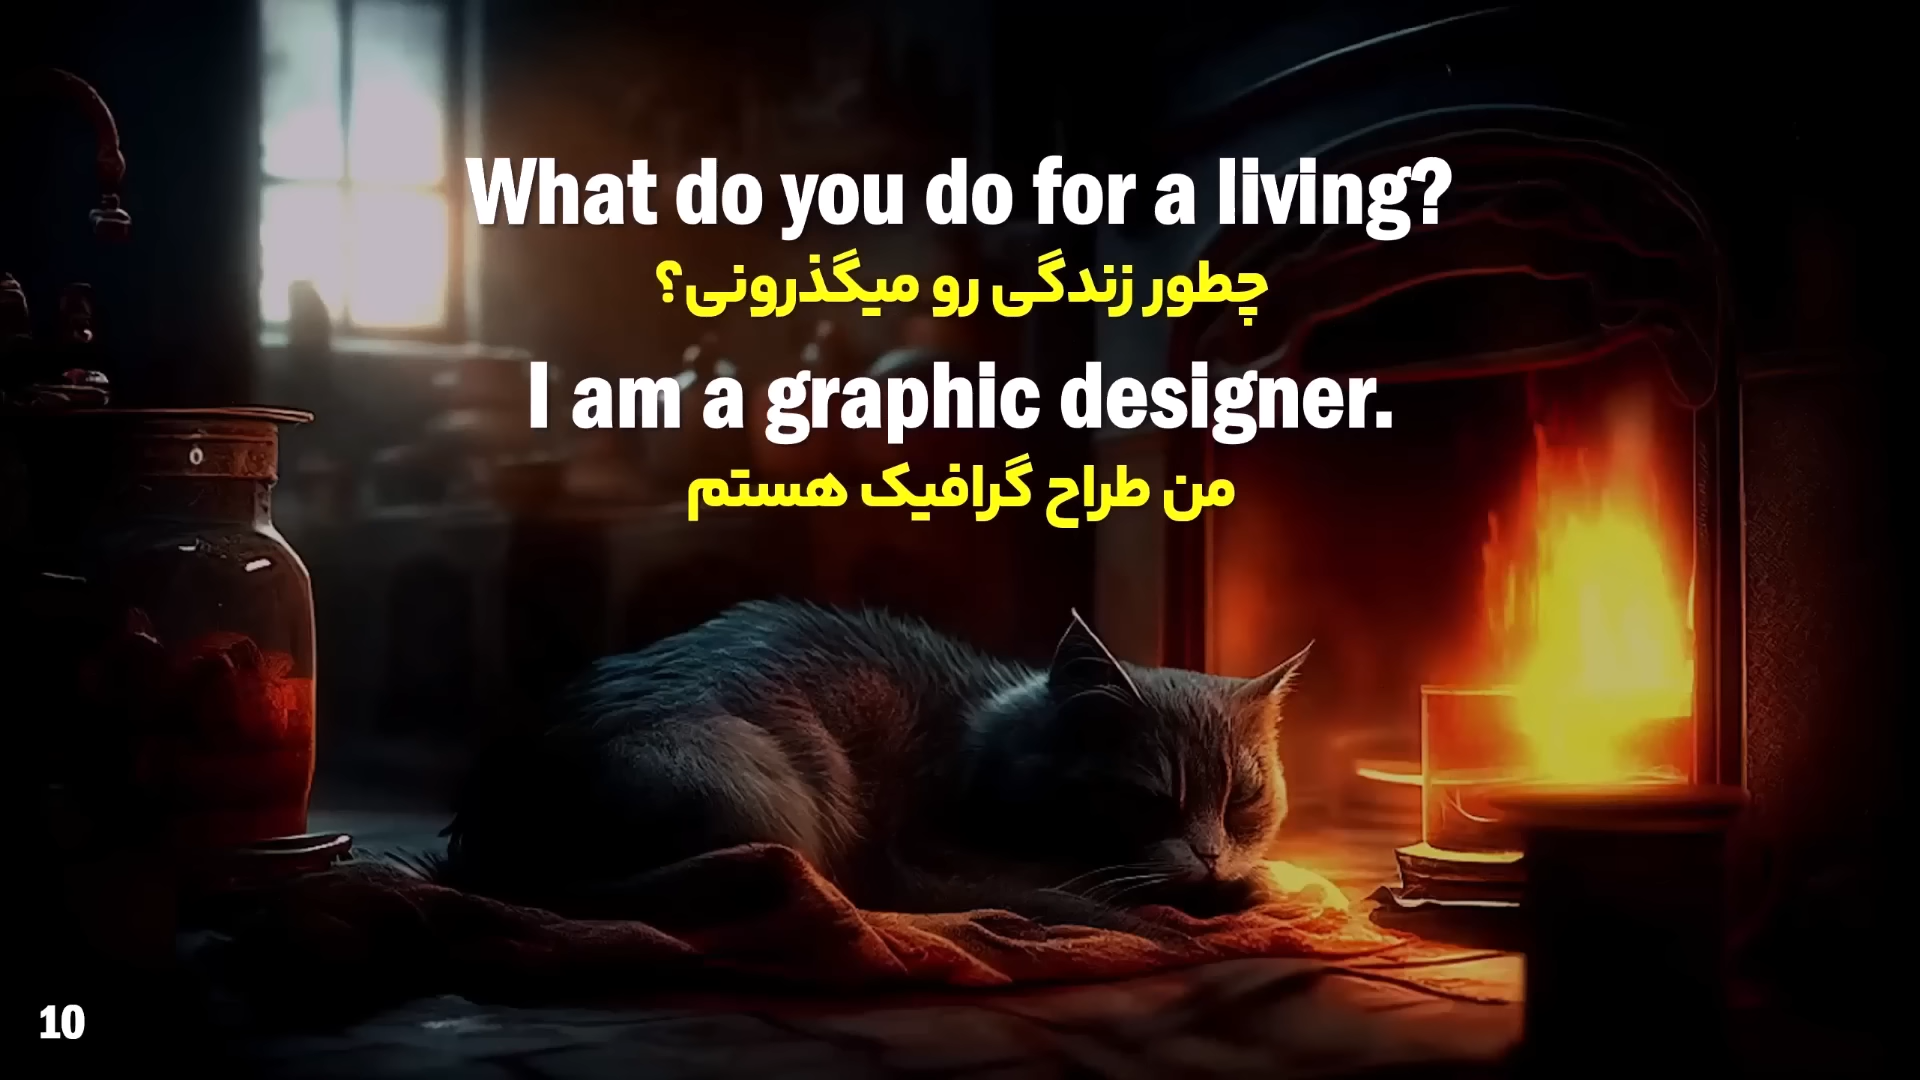 What do you do for a living?
چطور زندگی رو میگذرونی؟
I am a graphic designer.
من طراح گرافیک هستم
10